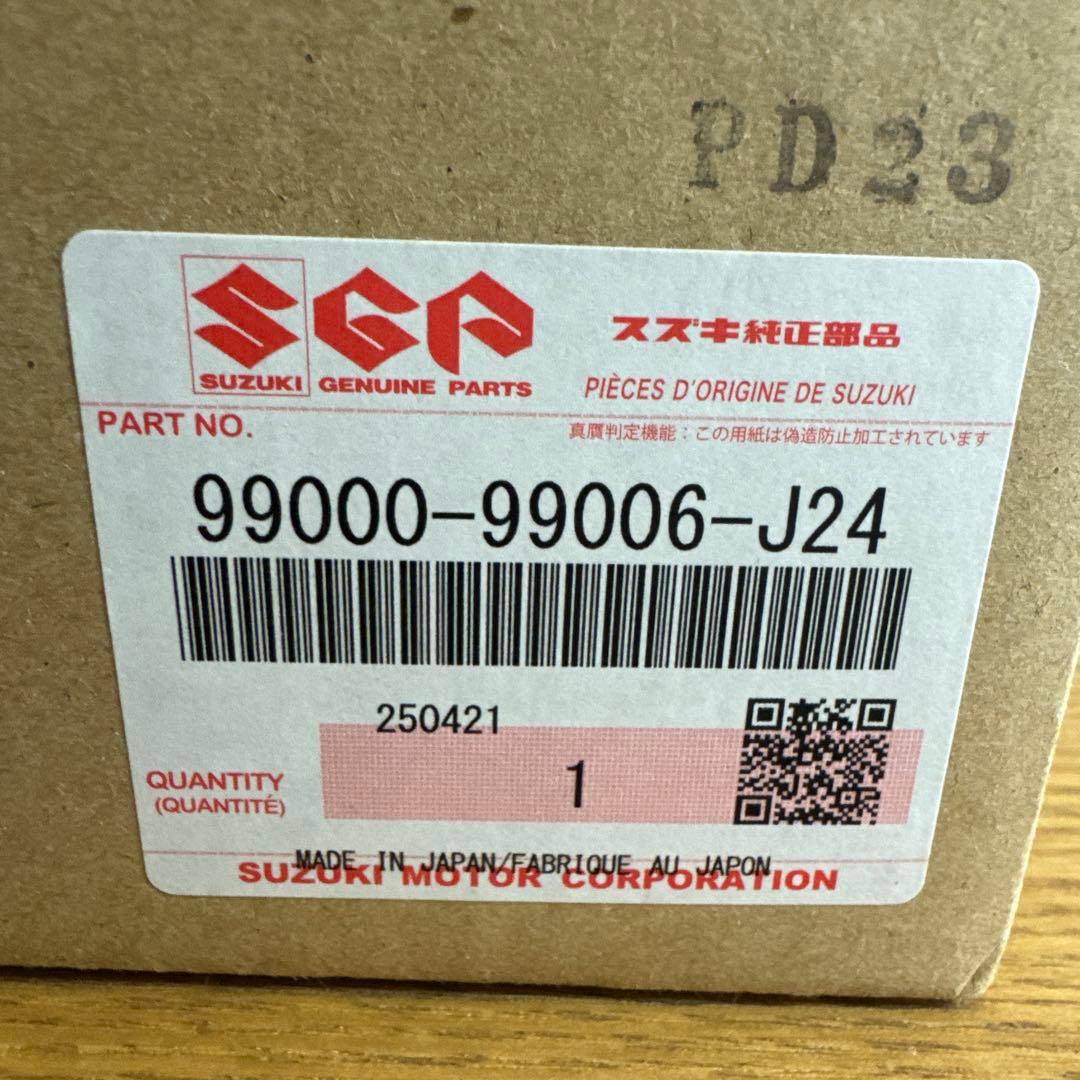 PD23
SUZUKI
SGP
GENUINE PARTS
スズキ純正部品
PIÈCES D'ORIGINE DE SUZUKI
PART NO.
真贋判定機能：この用紙は偽造防止加工されています
99000-99006-J24
250421
QUANTITY
(QUANTITÉ)
1
MADE IN JAPAN/FABRIQUE AU JAPON
SUZUKI MOTOR CORPORATION